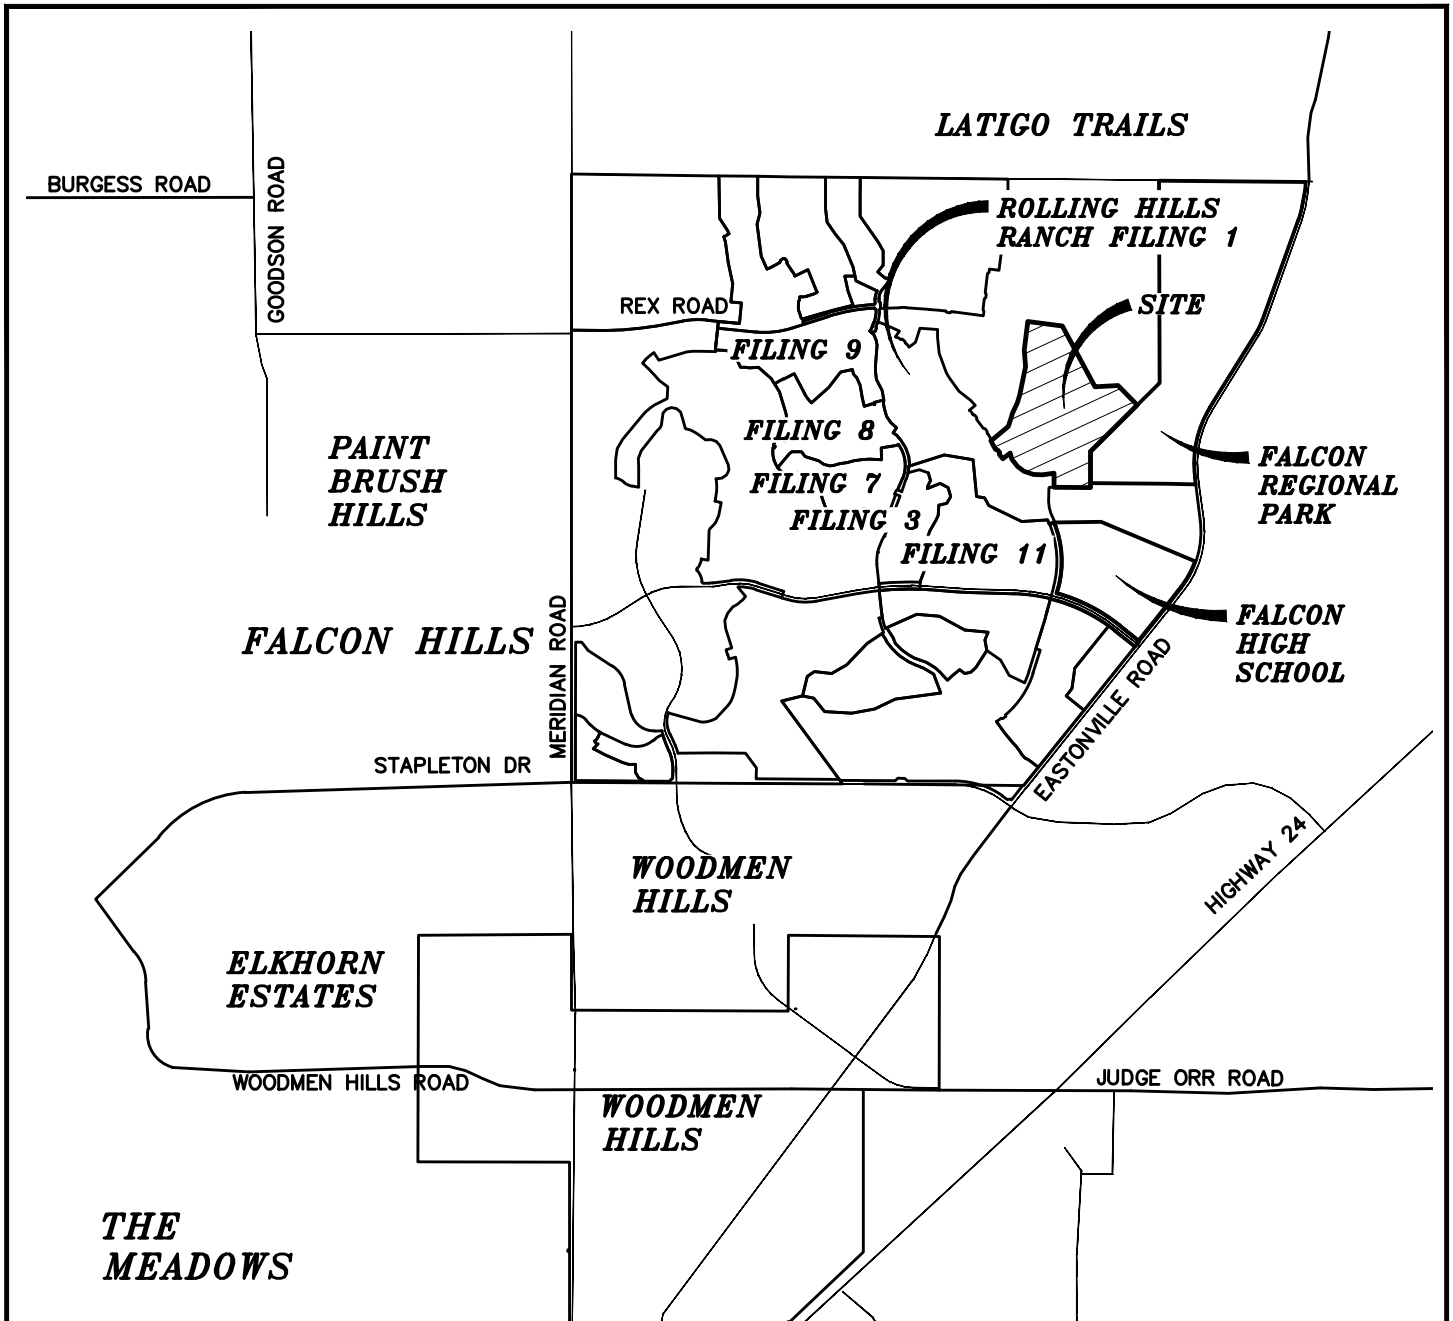 LATIGO TRAILS
BURGESS ROAD
GOODSON ROAD
ROLLING HILLS
RANCH FILING 1
REX ROAD
SITE
FILING 9
FILING 8
PAINT
BRUSH
HILLS
FALCON
REGIONAL
PARK
FILING 7
FILING 3
FILING 11
FALCON HILLS
MERIDIAN ROAD
FALCON
HIGH
SCHOOL
EASTONVILLE ROAD
STAPLETON DR
HIGHWAY 24
WOODMEN
HILLS
ELKHORN
ESTATES
WOODMEN HILLS ROAD
JUDGE ORR ROAD
WOODMEN
HILLS
THE
MEADOWS